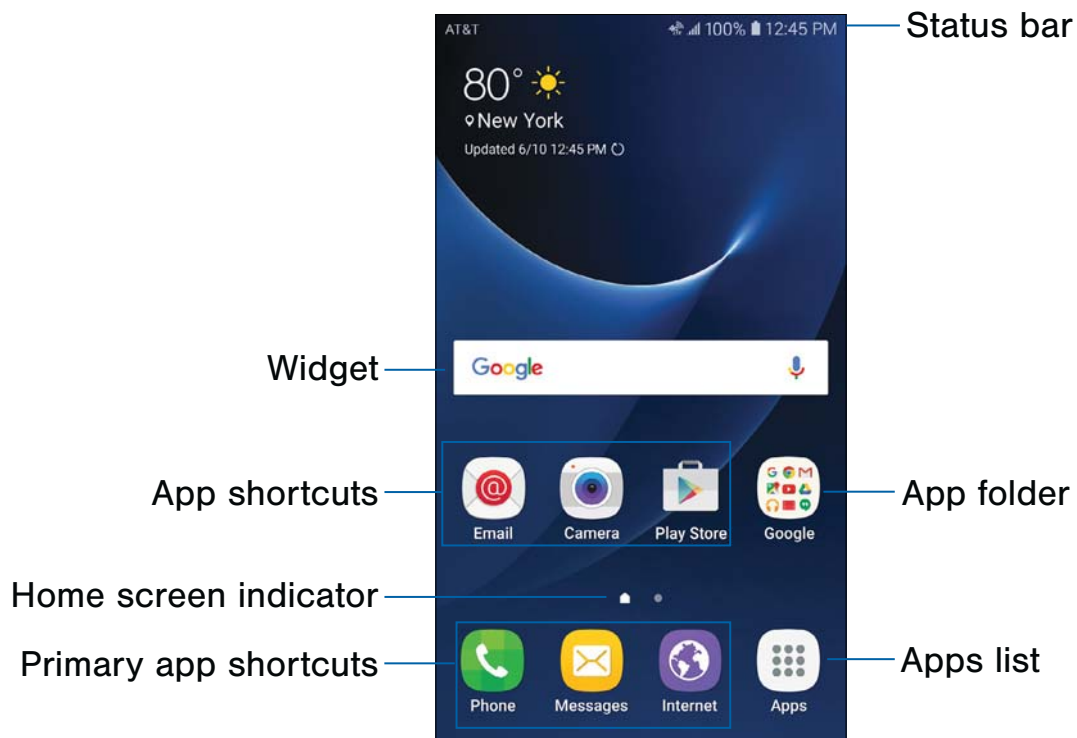 AT&T 100% 12:45 PM
Status bar
80°
New York
Updated 6/10 12:45 PM
Widget
Google
App shortcuts
App folder
Email Camera Play Store Google
Home screen indicator
Primary app shortcuts
Apps list
Phone Messages Internet Apps